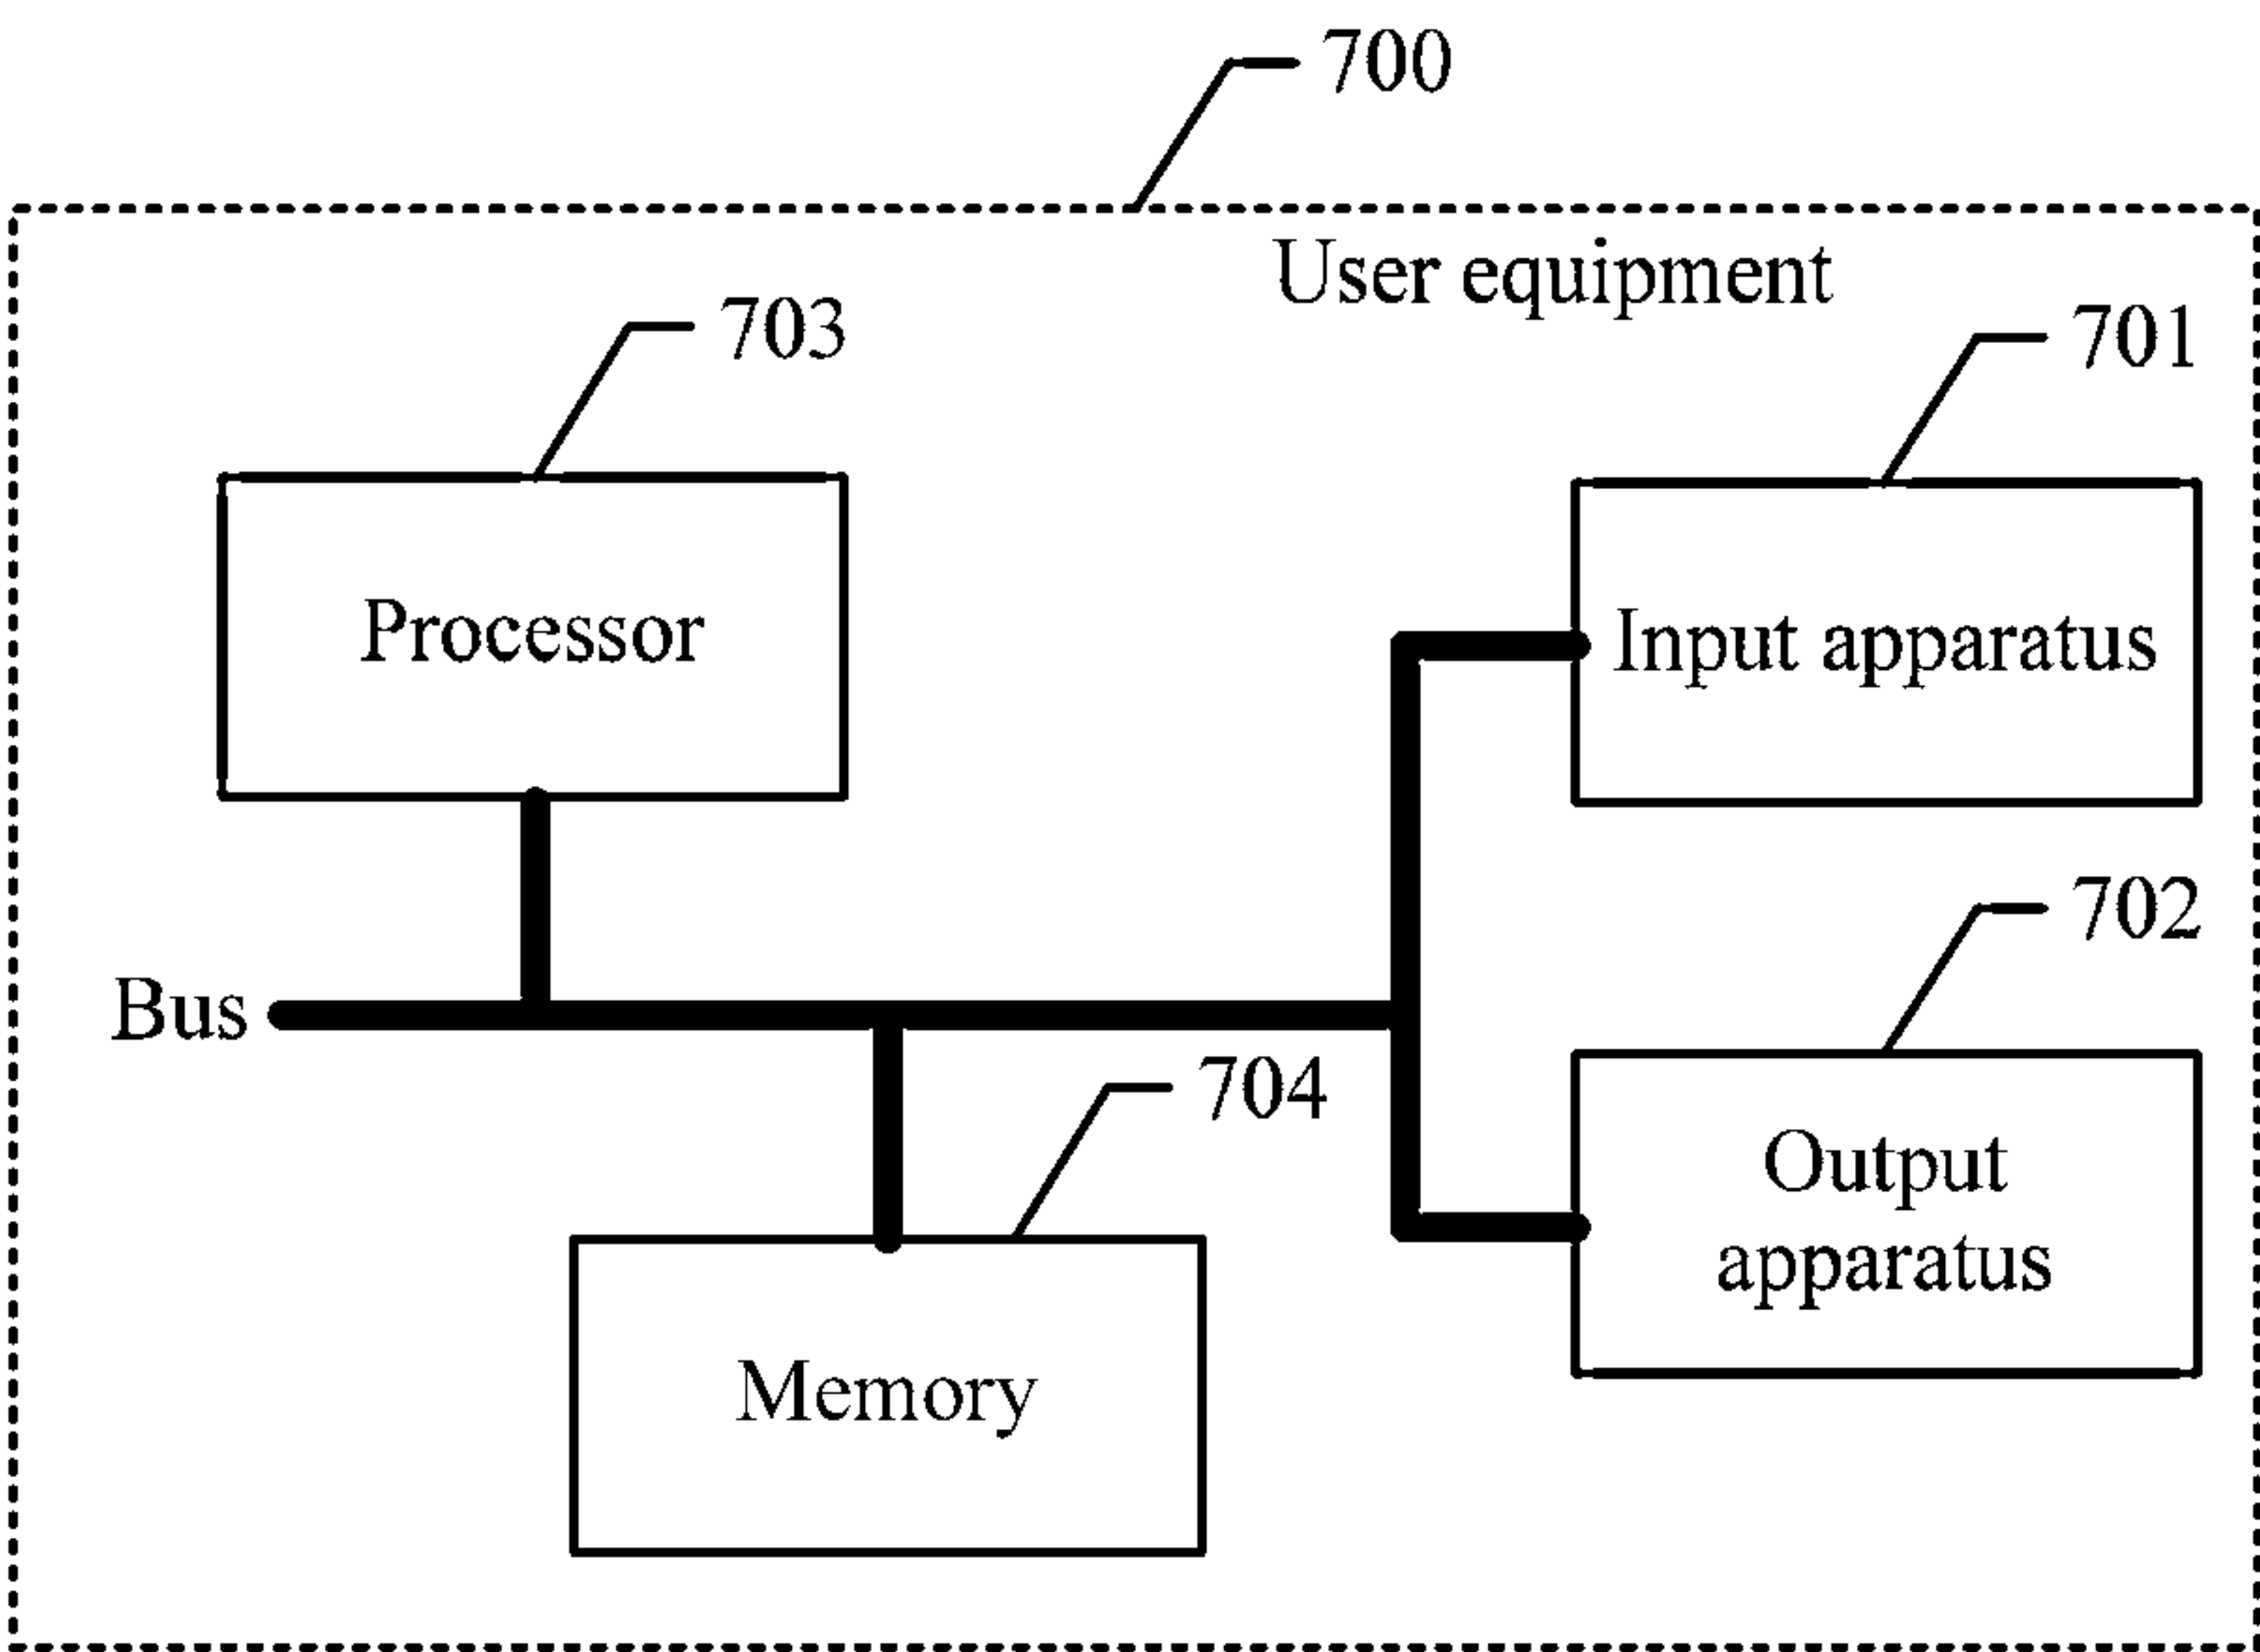 700
User equipment
703
701
Processor
Input apparatus
702
Bus
704
Output
apparatus
Memory